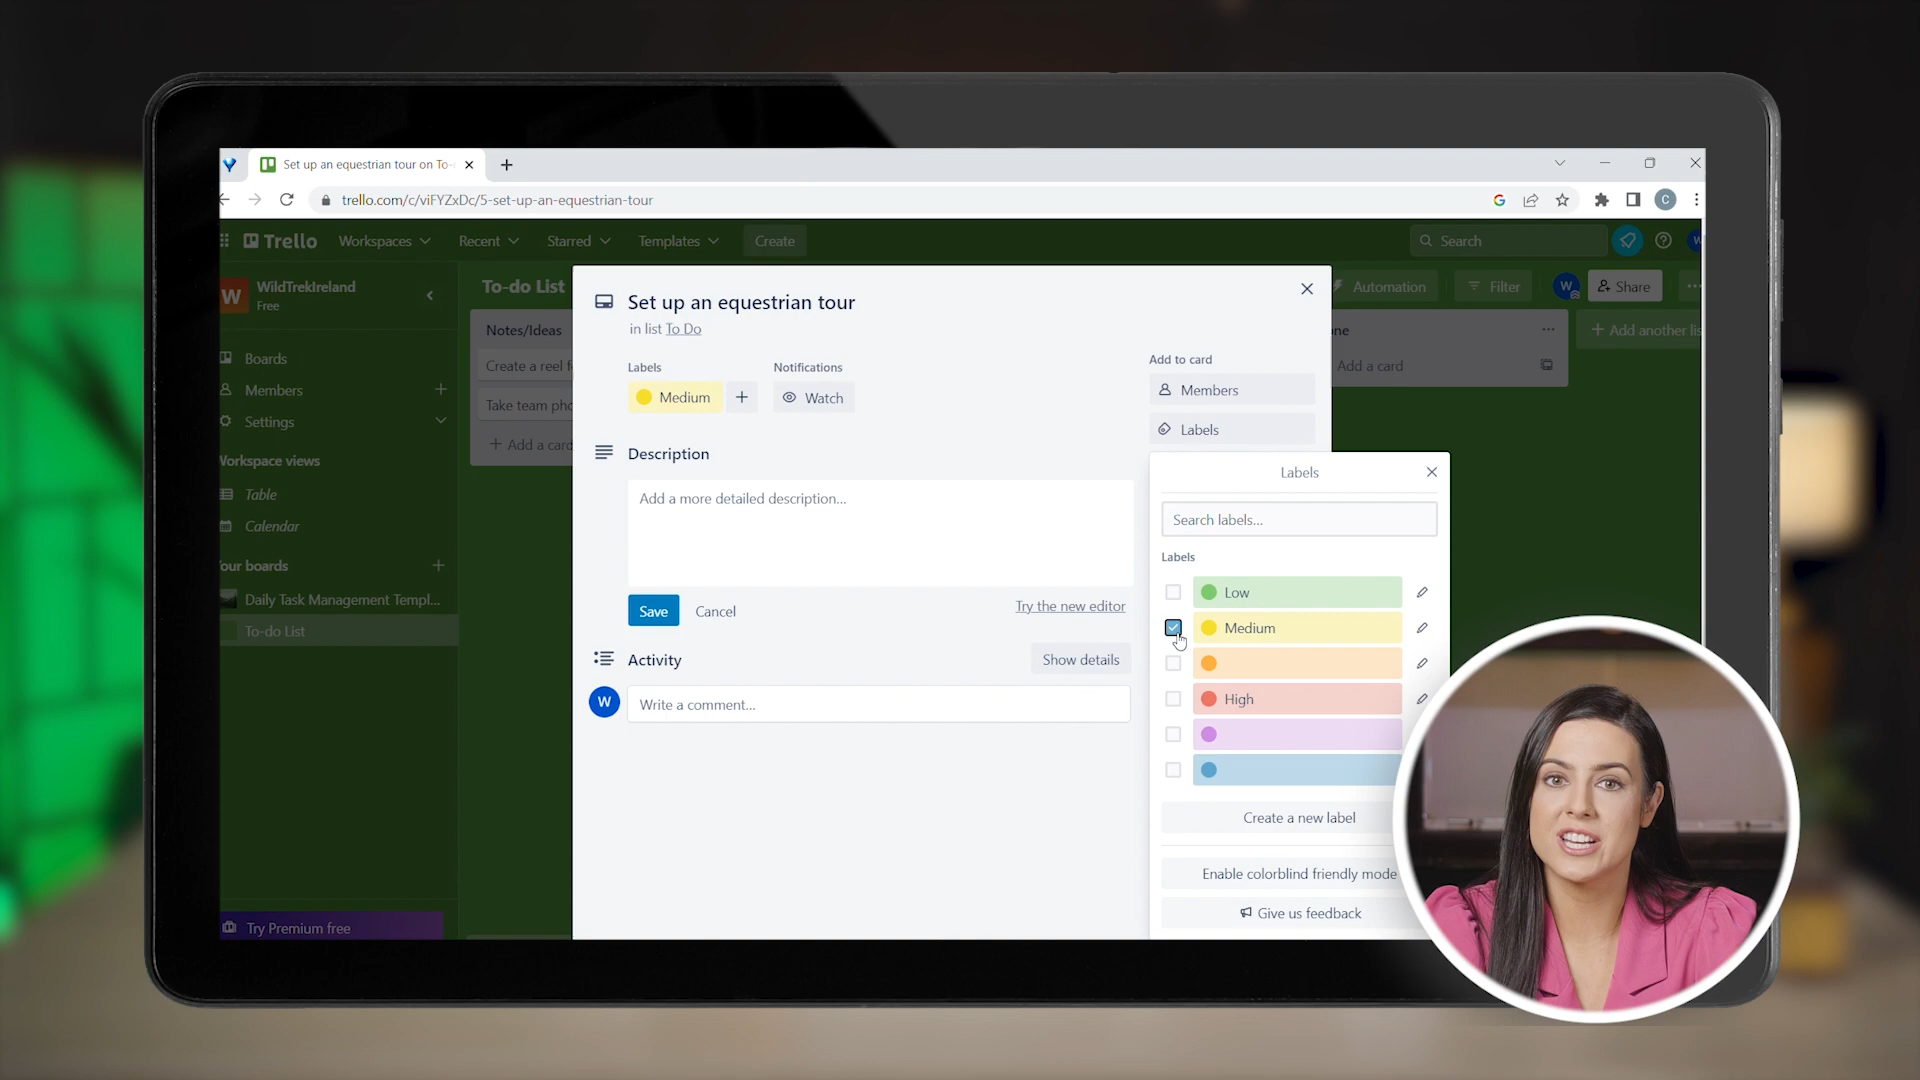 Set up an equestrian tour on To-
trello.com/c/viFYZxDc/5-set-up-an-equestrian-tour
C
Trello
Workspaces
Recent
Starred
Templates
Create
Search
W
WildTrekIreland
Free
To-do List
Automation
Filter
W
Share
Boards
Members
Settings
Workspace views
Table
Calendar
Your boards
Daily Task Management Templ...
To-do List
Try Premium free
Notes/Ideas
Create a reel f
Take team pho
Add a card
Set up an equestrian tour
in list To Do
Labels
Medium
Notifications
Watch
Description
Add a more detailed description...
Save
Cancel
Try the new editor
Activity
Show details
W
Write a comment...
Add to card
Members
Labels
Labels
Search labels...
Labels
Low
Medium
High
Create a new label
Enable colorblind friendly mode
Give us feedback
one
Add a card
Add another lis